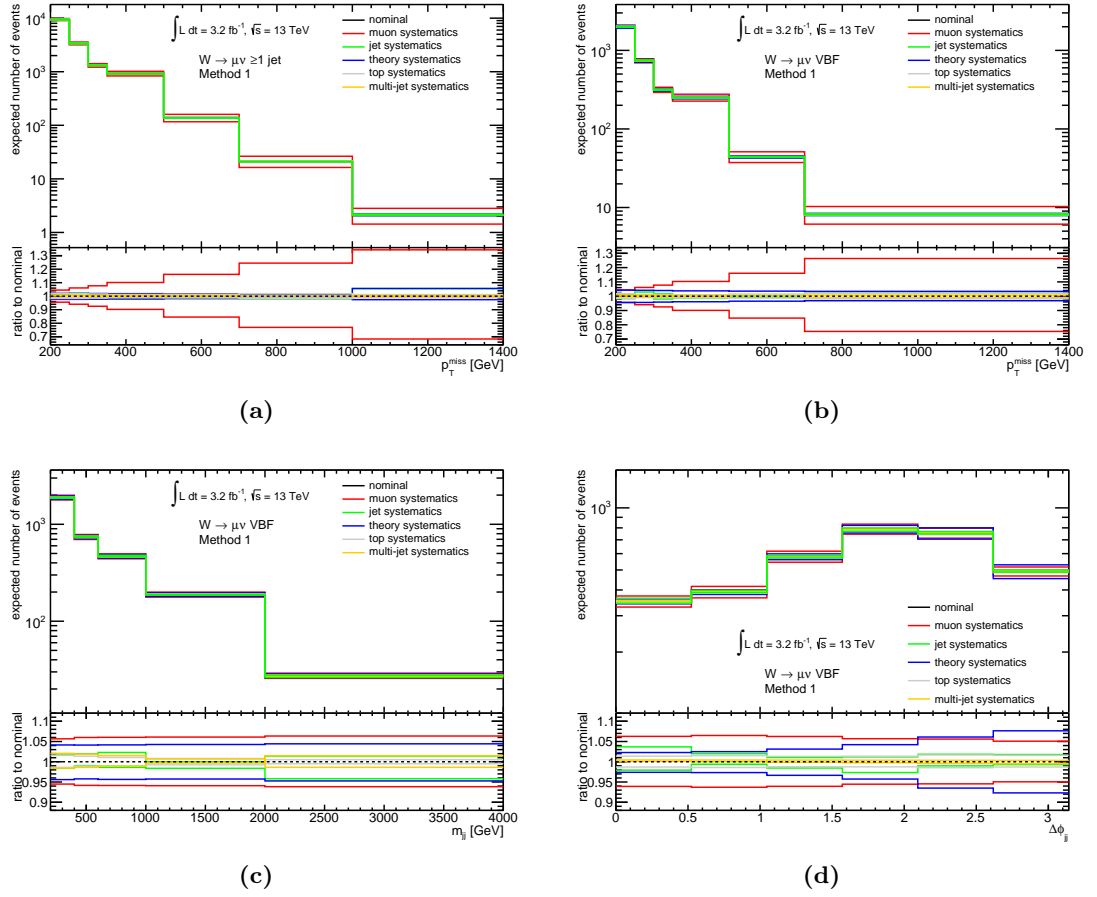 expected number of events
10⁴
10³
10²
10
1
∫ L dt = 3.2 fb⁻¹, √s = 13 TeV
W → μν ≥1 jet
Method 1
nominal
muon systematics
jet systematics
theory systematics
top systematics
multi-jet systematics
ratio to nominal
1.3
1.2
1.1
1
0.9
0.8
0.7
200 400 600 800 1000 1200 1400
p_T^miss [GeV]
(a)
expected number of events
10³
10²
10
∫ L dt = 3.2 fb⁻¹, √s = 13 TeV
W → μν VBF
Method 1
nominal
muon systematics
jet systematics
theory systematics
top systematics
multi-jet systematics
ratio to nominal
1.3
1.2
1.1
1
0.9
0.8
0.7
200 400 600 800 1000 1200 1400
p_T^miss [GeV]
(b)
expected number of events
10³
10²
∫ L dt = 3.2 fb⁻¹, √s = 13 TeV
W → μν VBF
Method 1
nominal
muon systematics
jet systematics
theory systematics
top systematics
multi-jet systematics
ratio to nominal
1.1
1.05
1
0.95
0.9
500 1000 1500 2000 2500 3000 3500 4000
m_jj [GeV]
(c)
expected number of events
10³
nominal
muon systematics
jet systematics
theory systematics
top systematics
multi-jet systematics
∫ L dt = 3.2 fb⁻¹, √s = 13 TeV
W → μν VBF
Method 1
ratio to nominal
1.1
1.05
1
0.95
0.9
0 0.5 1 1.5 2 2.5 3
Δϕ_jj
(d)